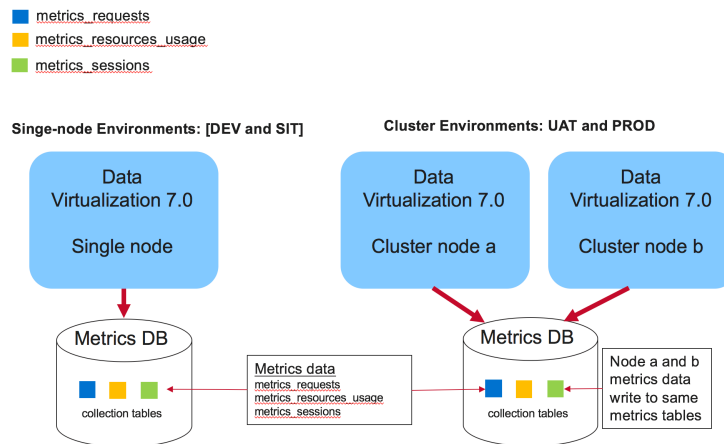 metrics_requests
metrics_resources_usage
metrics_sessions
Singe-node Environments: [DEV and SIT]
Cluster Environments: UAT and PROD
Data
Virtualization 7.0
Single node
Data
Virtualization 7.0
Cluster node a
Data
Virtualization 7.0
Cluster node b
Metrics DB
collection tables
Metrics data
metrics_requests
metrics_resources_usage
metrics_sessions
Metrics DB
collection tables
Node a and b
metrics data
write to same
metrics tables